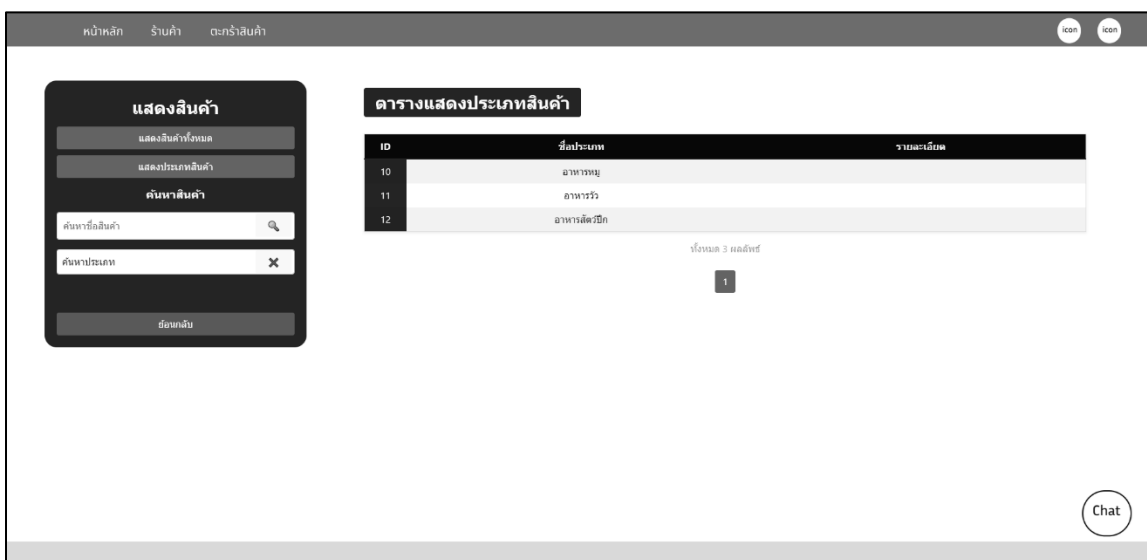 หน้าหลัก ร้านค้า ตะกร้าสินค้า icon icon
แสดงสินค้า
แสดงสินค้าทั้งหมด
แสดงประเภทสินค้า
ค้นหาสินค้า
ค้นหาชื่อสินค้า
ค้นหาประเภท
ย้อนกลับ
ตารางแสดงประเภทสินค้า
ID ชื่อประเภท รายละเอียด
10 อาหารหมู
11 อาหารวัว
12 อาหารสัตว์ปีก
ทั้งหมด 3 ผลลัพธ์
1
Chat